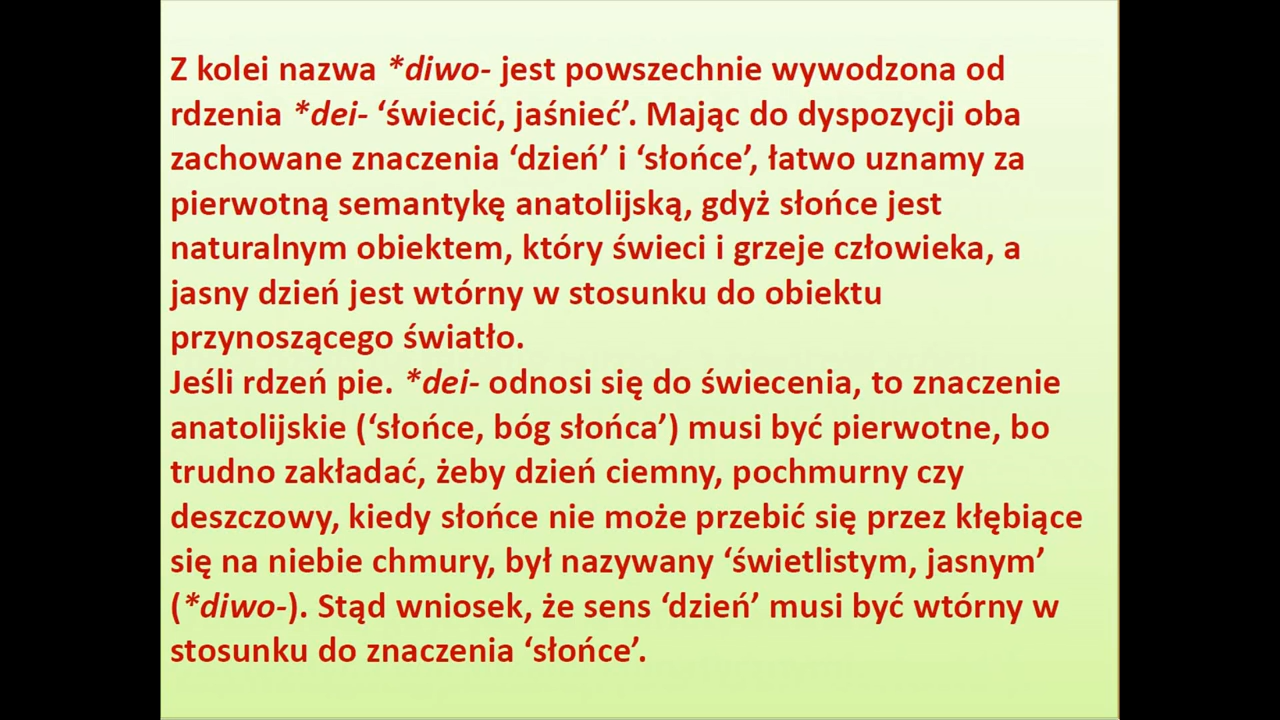 Z kolei nazwa *diwo- jest powszechnie wywodzona od
rdzenia *dei- ‘świecić, jaśnieć’. Mając do dyspozycji oba
zachowane znaczenia ‘dzień’ i ‘słońce’, łatwo uznamy za
pierwotną semantykę anatolijską, gdyż słońce jest
naturalnym obiektem, który świeci i grzeje człowieka, a
jasny dzień jest wtórny w stosunku do obiektu
przynoszącego światło.
Jeśli rdzeń pie. *dei- odnosi się do świecenia, to znaczenie
anatolijskie (‘słońce, bóg słońca’) musi być pierwotne, bo
trudno zakładać, żeby dzień ciemny, pochmurny czy
deszczowy, kiedy słońce nie może przebić się przez kłębiące
się na niebie chmury, był nazywany ‘świetlistym, jasnym’
(*diwo-). Stąd wniosek, że sens ‘dzień’ musi być wtórny w
stosunku do znaczenia ‘słońce’.